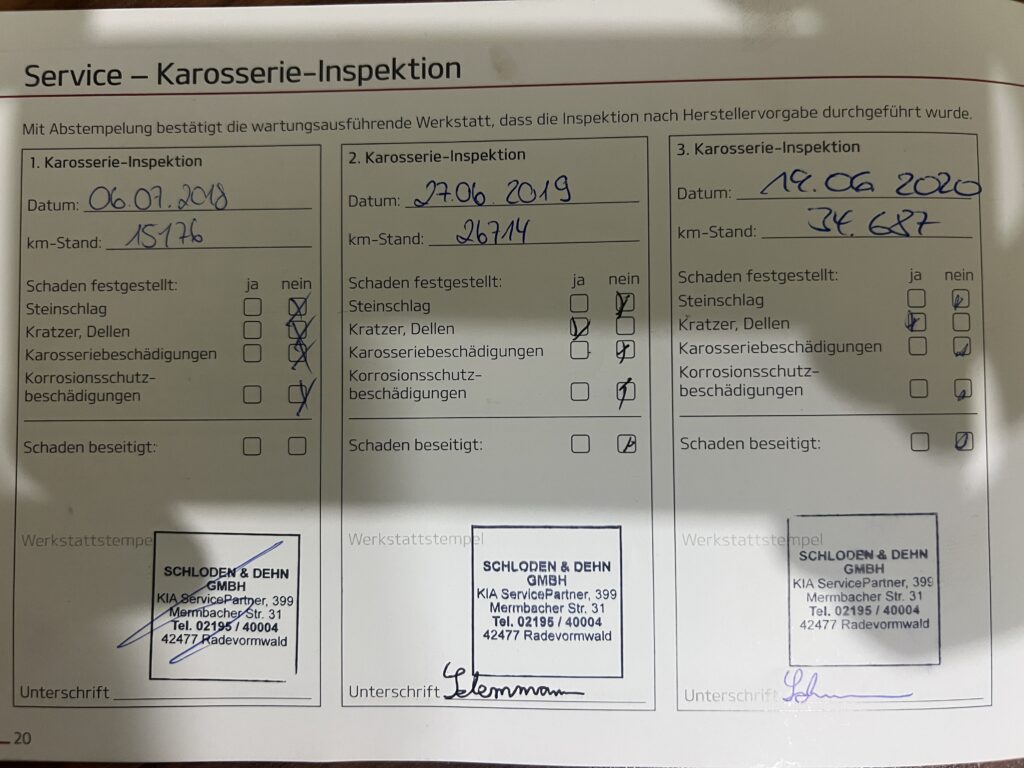 Service – Karosserie-Inspektion
Mit Abstempelung bestätigt die wartungsausführende Werkstatt, dass die Inspektion nach Herstellervorgabe durchgeführt wurde.
1. Karosserie-Inspektion
Datum: 06.07.2018
km-Stand: 15176
Schaden festgestellt: ja nein
Steinschlag
Kratzer, Dellen
Karosseriebeschädigungen
Korrosionsschutz-
beschädigungen
Schaden beseitigt:
Werkstattstempel
SCHLODEN & DEHN
GMBH
KIA ServicePartner, 399
Mermbacher Str. 31
Tel. 02195 / 40004
42477 Radevormwald
Unterschrift
2. Karosserie-Inspektion
Datum: 27.06.2019
km-Stand: 26714
Schaden festgestellt: ja nein
Steinschlag
Kratzer, Dellen
Karosseriebeschädigungen
Korrosionsschutz-
beschädigungen
Schaden beseitigt:
Werkstattstempel
SCHLODEN & DEHN
GMBH
KIA ServicePartner, 399
Mermbacher Str. 31
Tel. 02195 / 40004
42477 Radevormwald
Unterschrift
3. Karosserie-Inspektion
Datum: 19.06 2020
km-Stand: 34.687
Schaden festgestellt: ja nein
Steinschlag
Kratzer, Dellen
Karosseriebeschädigungen
Korrosionsschutz-
beschädigungen
Schaden beseitigt:
Werkstattstempel
SCHLODEN & DEHN
GMBH
KIA ServicePartner, 399
Mermbacher Str. 31
Tel. 02195 / 40004
42477 Radevormwald
Unterschrift
20